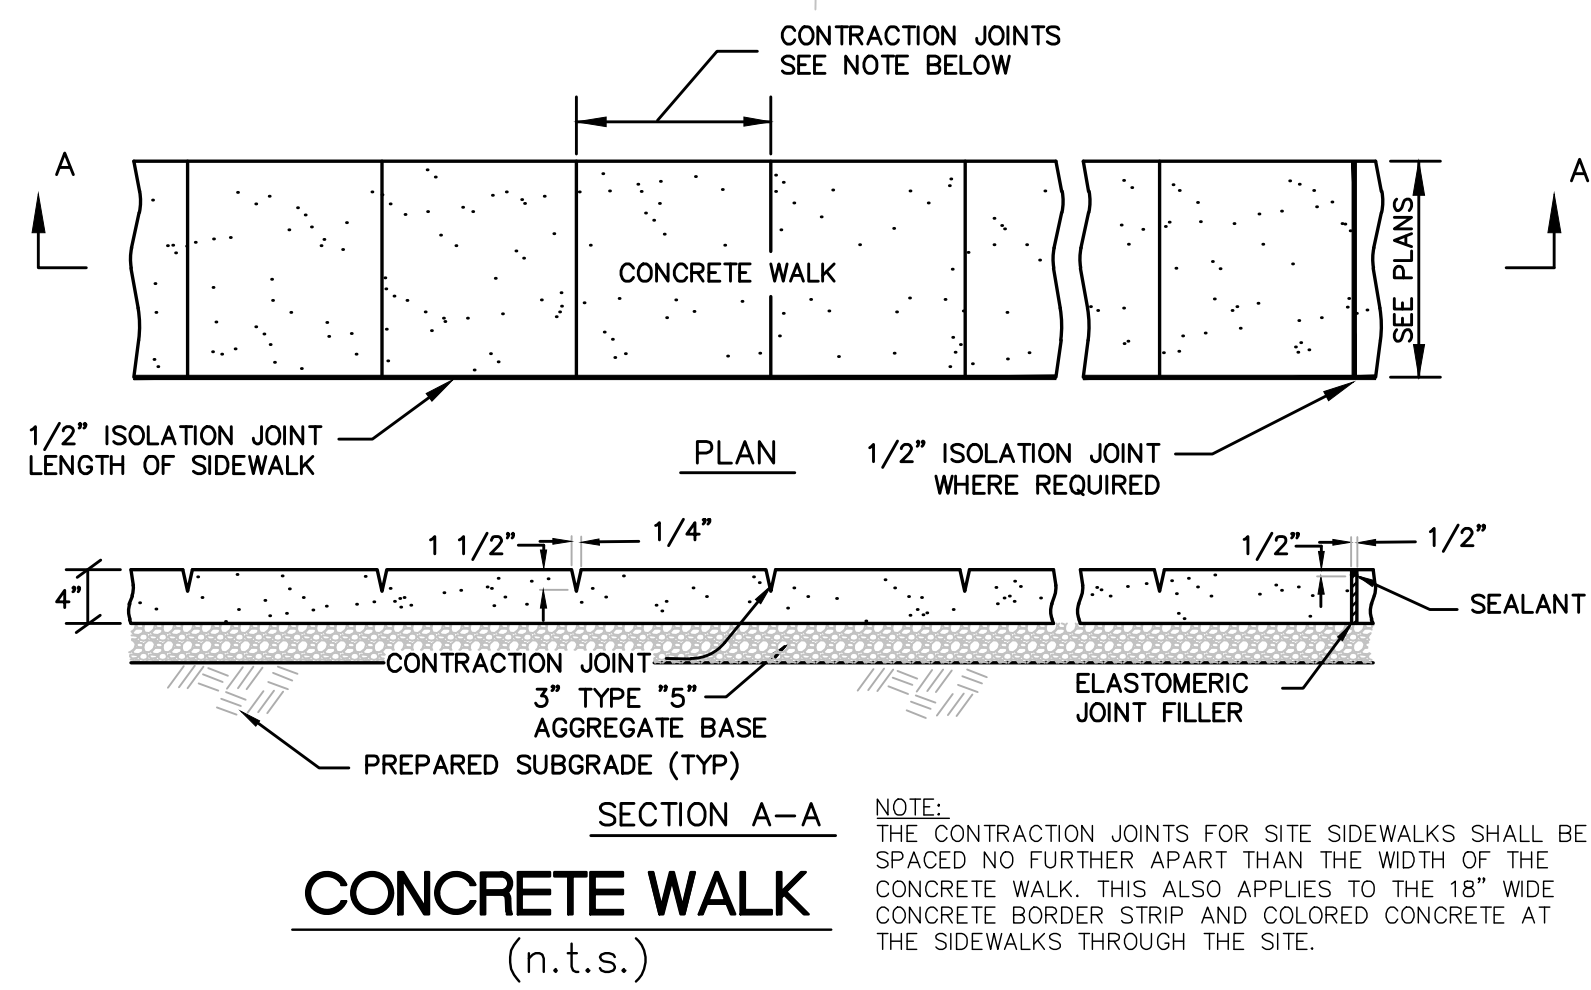 CONTRACTION JOINTS
SEE NOTE BELOW
A
A
CONCRETE WALK
SEE PLANS
1/2" ISOLATION JOINT
LENGTH OF SIDEWALK
PLAN
1/2" ISOLATION JOINT
WHERE REQUIRED
1 1/2"
1/4"
1/2"
1/2"
4"
SEALANT
CONTRACTION JOINT
3" TYPE "5"
AGGREGATE BASE
ELASTOMERIC
JOINT FILLER
PREPARED SUBGRADE (TYP)
SECTION A-A
CONCRETE WALK
(n.t.s.)
NOTE:
THE CONTRACTION JOINTS FOR SITE SIDEWALKS SHALL BE
SPACED NO FURTHER APART THAN THE WIDTH OF THE
CONCRETE WALK. THIS ALSO APPLIES TO THE 18" WIDE
CONCRETE BORDER STRIP AND COLORED CONCRETE AT
THE SIDEWALKS THROUGH THE SITE.